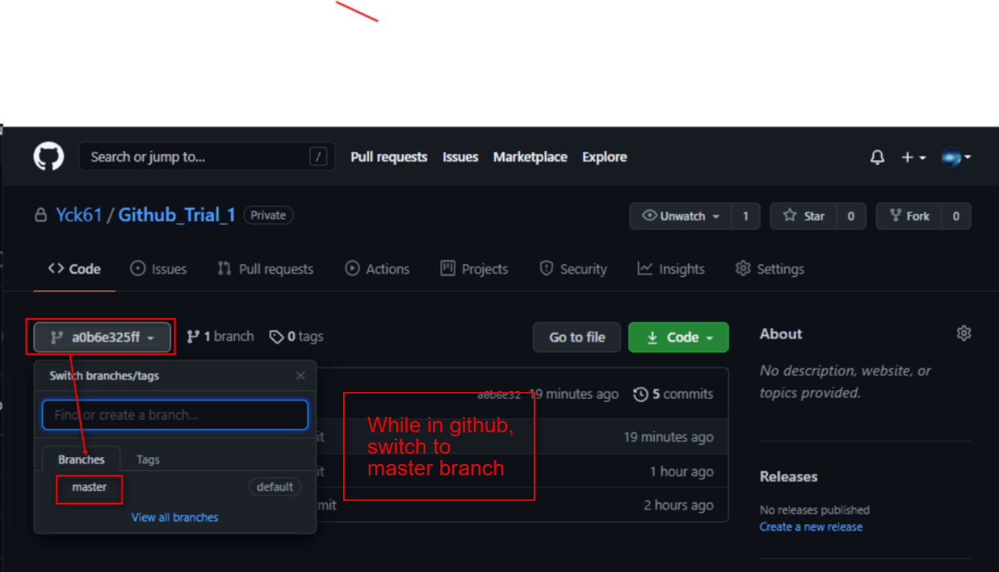 Search or jump to... /
Pull requests Issues Marketplace Explore
Yck61 / Github_Trial_1 Private
Unwatch 1 Star 0 Fork 0
Code Issues Pull requests Actions Projects Security Insights Settings
a0b6e325ff 1 branch 0 tags Go to file Code
Switch branches/tags
Find or create a branch...
Branches Tags
master default
View all branches
a0b6e32 19 minutes ago 5 commits
it 19 minutes ago
it 1 hour ago
mit 2 hours ago
While in github,
switch to
master branch
About
No description, website, or
topics provided.
Releases
No releases published
Create a new release